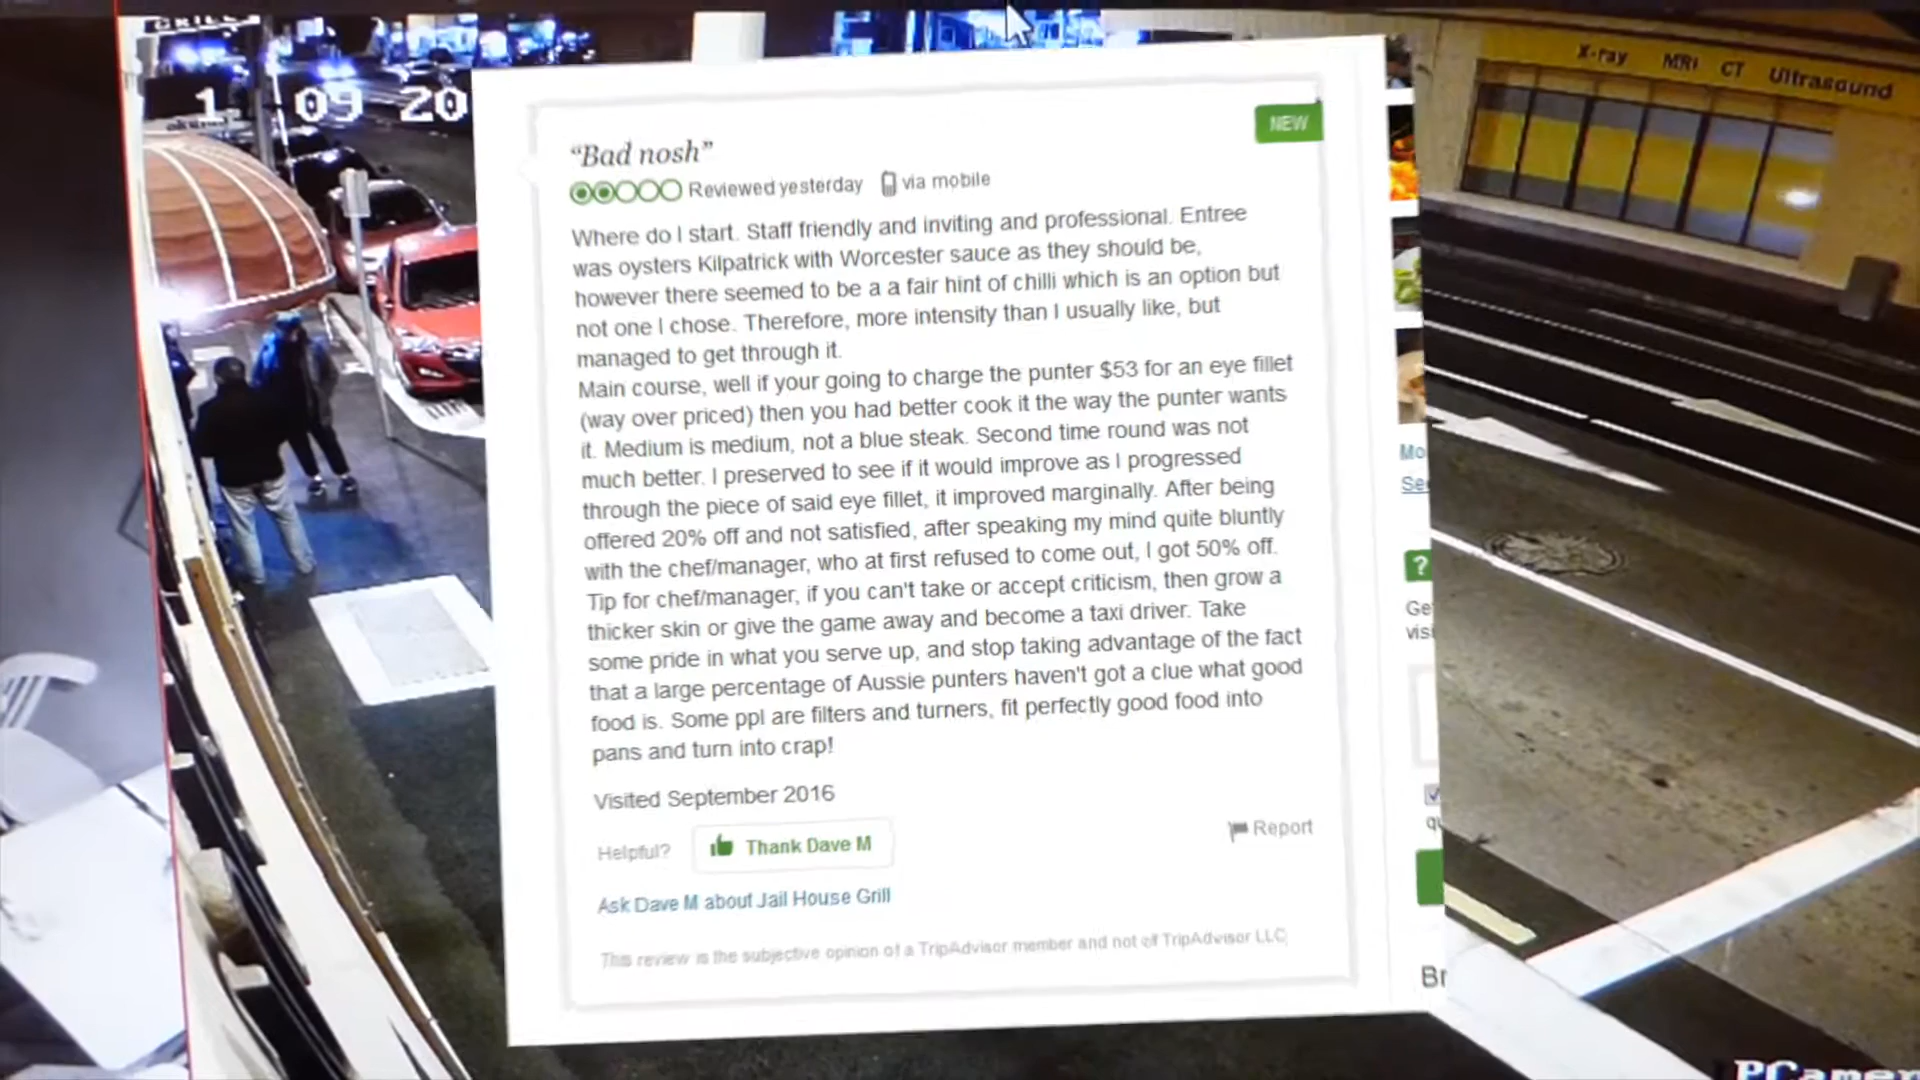 1. 09 20
X-ray MRI CT Ultrasound
NEW
“Bad nosh”
Reviewed yesterday via mobile
Where do I start. Staff friendly and inviting and professional. Entree
was oysters Kilpatrick with Worcester sauce as they should be,
however there seemed to be a a fair hint of chilli which is an option but
not one I chose. Therefore, more intensity than I usually like, but
managed to get through it.
Main course, well if your going to charge the punter $53 for an eye fillet
(way over priced) then you had better cook it the way the punter wants
it. Medium is medium, not a blue steak. Second time round was not
much better. I preserved to see if it would improve as I progressed
through the piece of said eye fillet, it improved marginally. After being
offered 20% off and not satisfied, after speaking my mind quite bluntly
with the chef/manager, who at first refused to come out, I got 50% off.
Tip for chef/manager, if you can't take or accept criticism, then grow a
thicker skin or give the game away and become a taxi driver. Take
some pride in what you serve up, and stop taking advantage of the fact
that a large percentage of Aussie punters haven't got a clue what good
food is. Some ppl are filters and turners, fit perfectly good food into
pans and turn into crap!
Visited September 2016
Helpful? Thank Dave M
Report
Ask Dave M about Jail House Grill
This review is the subjective opinion of a TripAdvisor member and not of TripAdvisor LLC
Mo
Se
?
Ge
visi
qu
Br